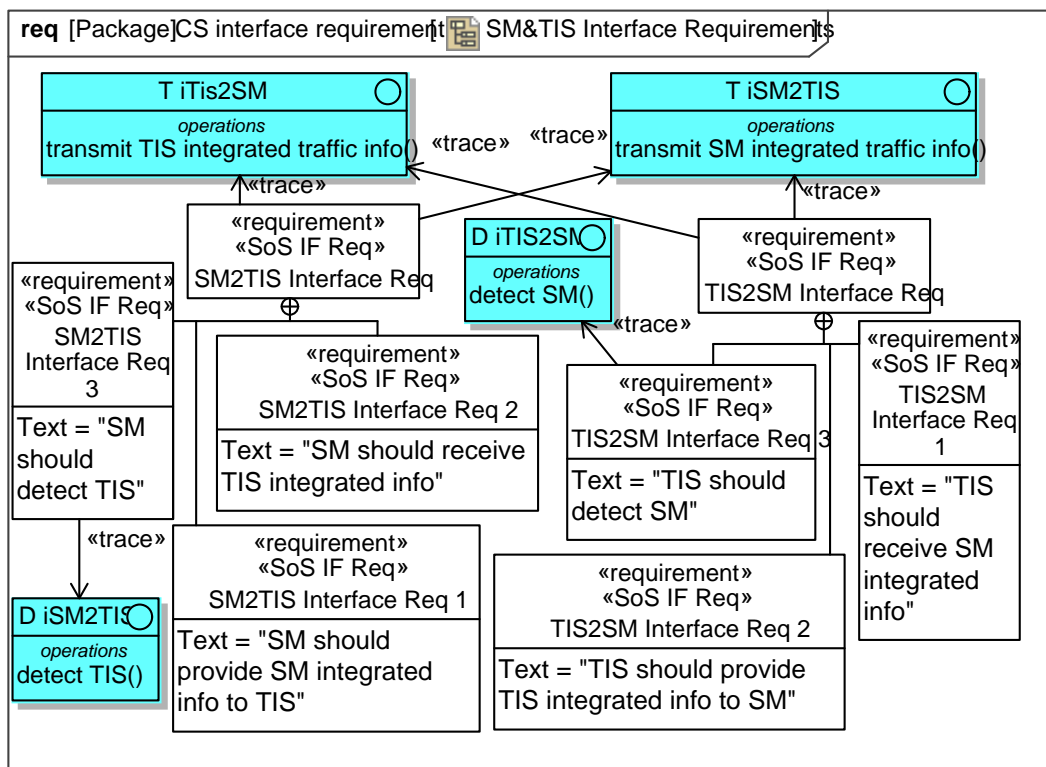 req [Package]CS interface requirement[ SM&TIS Interface Requirements]
T iTis2SM
operations
transmit TIS integrated traffic info()
T iSM2TIS
operations
transmit SM integrated traffic info()
«trace»
«trace»
«trace»
«trace»
«requirement»
«SoS IF Req»
SM2TIS Interface Req
D iTIS2SM
operations
detect SM()
«requirement»
«SoS IF Req»
TIS2SM Interface Req
«trace»
«requirement»
«SoS IF Req»
SM2TIS
Interface Req
3
Text = "SM
should
detect TIS"
«requirement»
«SoS IF Req»
SM2TIS Interface Req 2
Text = "SM should receive
TIS integrated info"
«requirement»
«SoS IF Req»
TIS2SM Interface Req 3
Text = "TIS should
detect SM"
«requirement»
«SoS IF Req»
TIS2SM
Interface Req
1
Text = "TIS
should
receive SM
integrated
info"
«trace»
D iSM2TIS
operations
detect TIS()
«requirement»
«SoS IF Req»
SM2TIS Interface Req 1
Text = "SM should
provide SM integrated
info to TIS"
«requirement»
«SoS IF Req»
TIS2SM Interface Req 2
Text = "TIS should provide
TIS integrated info to SM"